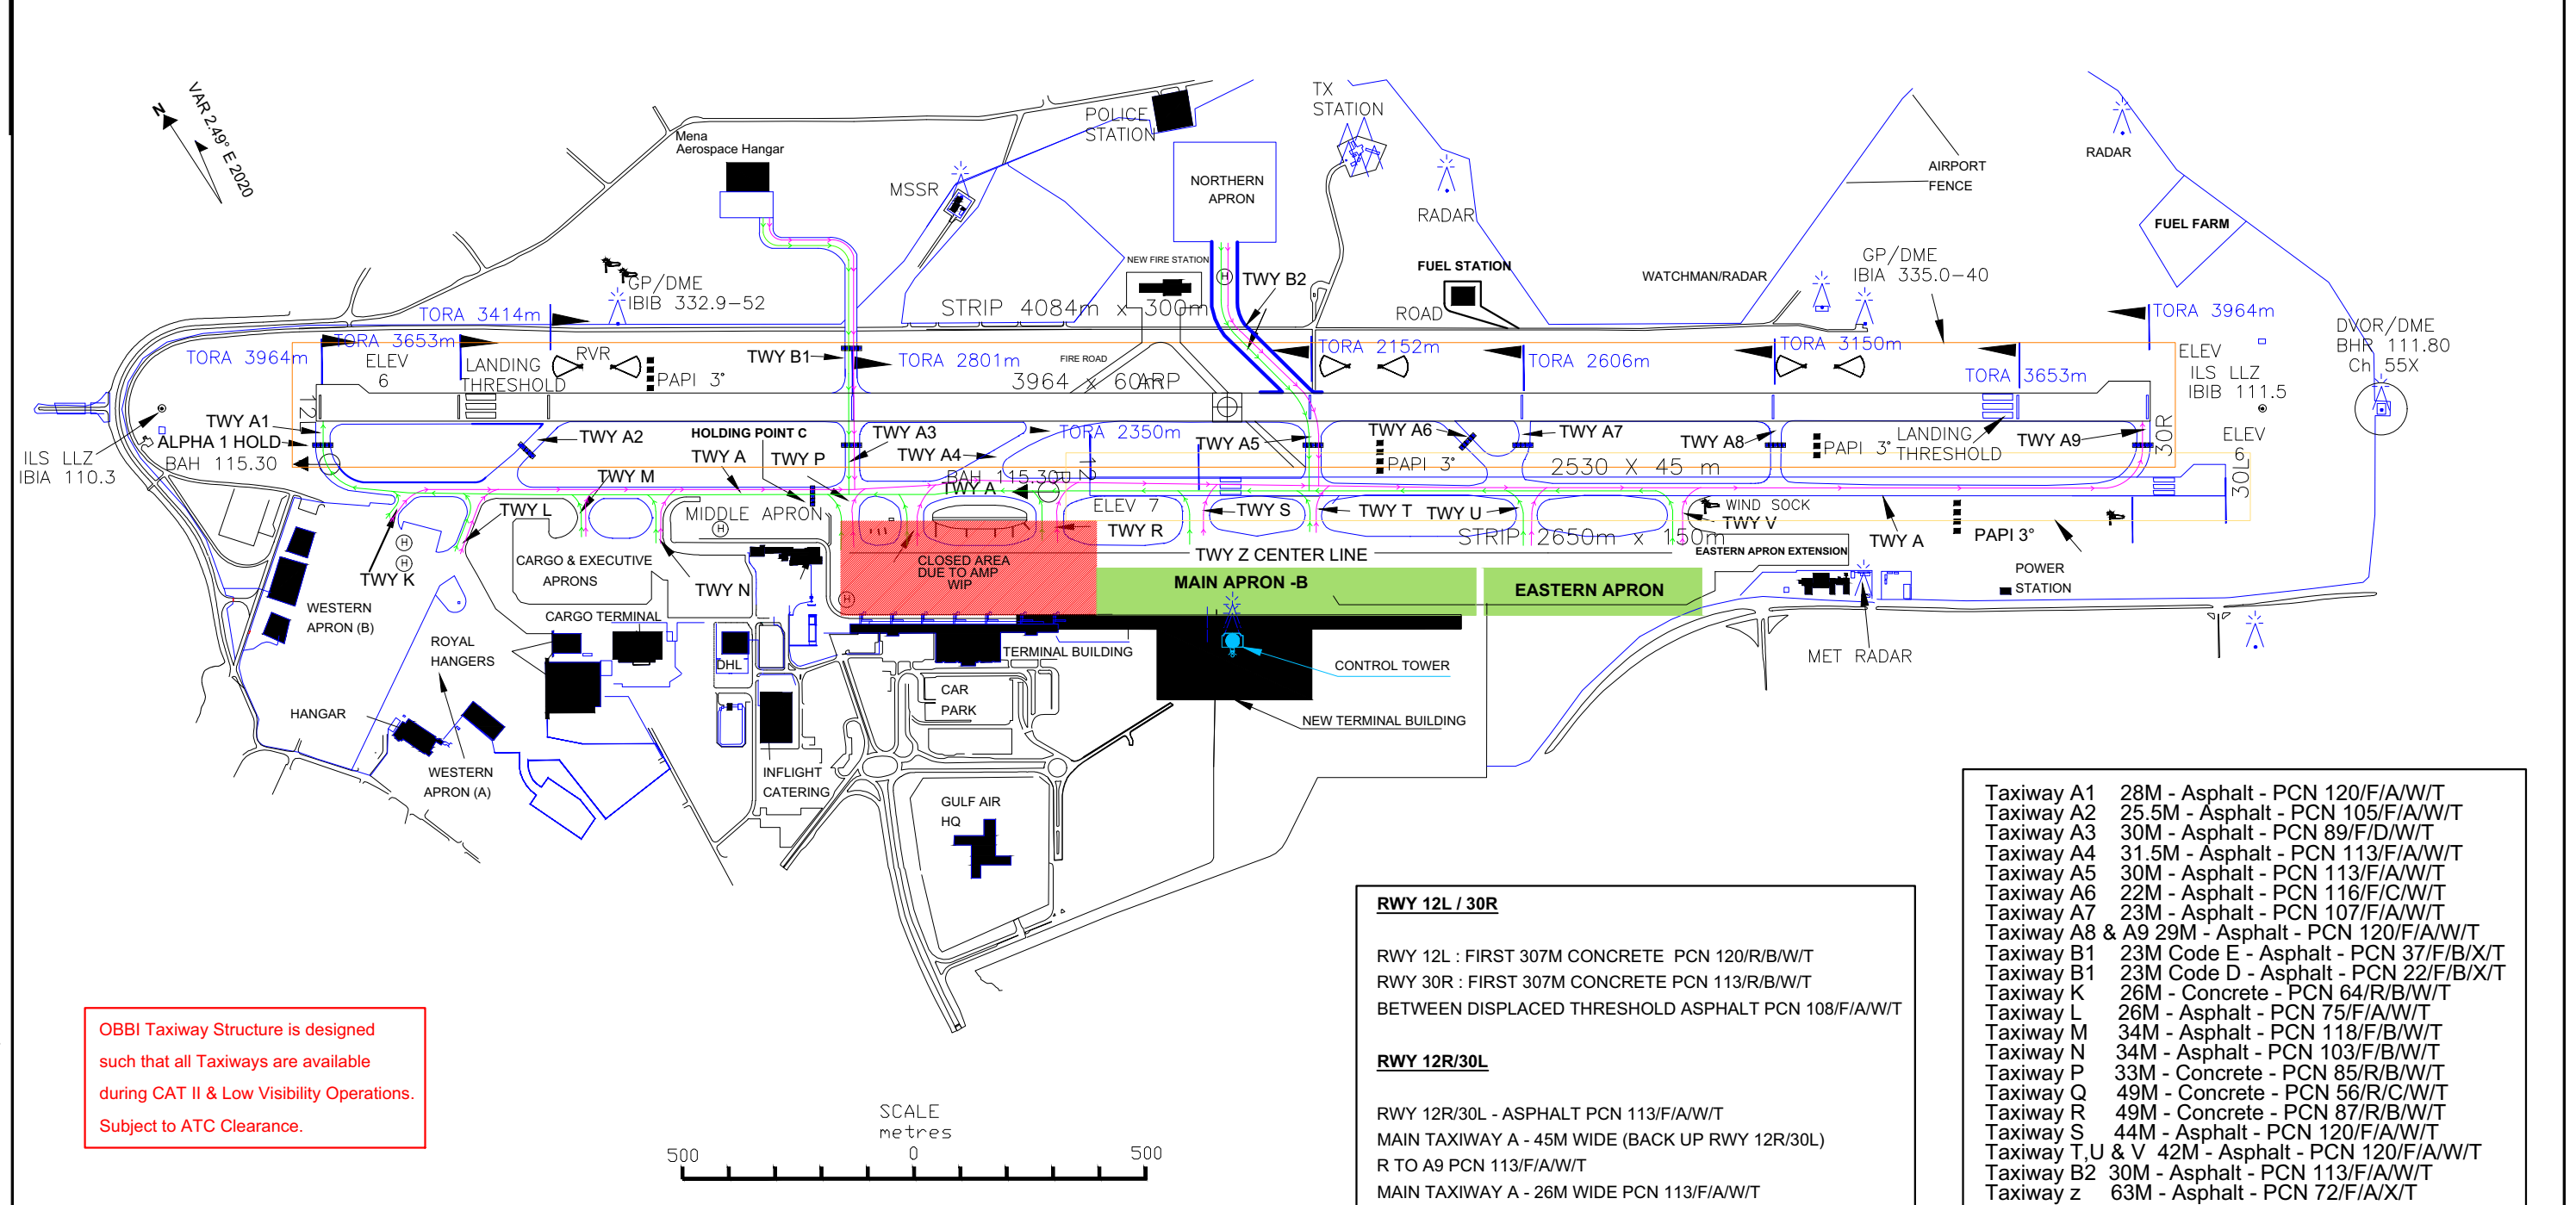 N
VAR 2.49° E 2020
Mena
Aerospace Hangar
POLICE
STATION
TX
STATION
MSSR
NORTHERN
APRON
RADAR
AIRPORT
FENCE
RADAR
FUEL FARM
NEW FIRE STATION
H
TWY B2
FUEL STATION
ROAD
WATCHMAN/RADAR
GP/DME
IBIA 335.0-40
GP/DME
IBIB 332.9-52
STRIP 4084m x 300m
TORA 3414m
TORA 3964m
TORA 3653m
ELEV
6
LANDING
THRESHOLD
RVR
PAPI 3°
TWY B1
TORA 2801m
FIRE ROAD
3964 x 60m
ARP
TORA 2152m
TORA 2606m
TORA 3150m
TORA 3653m
TORA 3964m
ELEV
ILS LLZ
IBIB 111.5
DVOR/DME
BHR 111.80
Ch 55X
12L
TWY A1
ALPHA 1 HOLD
BAH 115.30
ILS LLZ
IBIA 110.3
TWY A2
HOLDING POINT C
TWY A
TWY P
TWY A3
TWY A4
TORA 2350m
BAH 115.30
TWY A
TWY A5
TWY A6
PAPI 3°
TWY A7
2530 X 45 m
TWY A8
PAPI 3°
LANDING
THRESHOLD
TWY A9
30R
ELEV
6
30L
TWY M
TWY L
MIDDLE APRON
H
ELEV 7
TWY R
TWY S
TWY T
TWY U
WIND SOCK
TWY V
STRIP 2650m x 150m
TWY A
PAPI 3°
H
H
TWY K
CARGO & EXECUTIVE
APRONS
TWY N
CLOSED AREA
DUE TO AMP
WIP
H
TWY Z CENTER LINE
MAIN APRON -B
EASTERN APRON
EASTERN APRON EXTENSION
POWER
STATION
MET RADAR
WESTERN
APRON (B)
CARGO TERMINAL
ROYAL
HANGERS
DHL
TERMINAL BUILDING
CONTROL TOWER
NEW TERMINAL BUILDING
HANGAR
WESTERN
APRON (A)
INFLIGHT
CATERING
CAR
PARK
GULF AIR
HQ
OBBI Taxiway Structure is designed
such that all Taxiways are available
during CAT II & Low Visibility Operations.
Subject to ATC Clearance.
SCALE
metres
500
0
500
RWY 12L / 30R
RWY 12L : FIRST 307M CONCRETE PCN 120/R/B/W/T
RWY 30R : FIRST 307M CONCRETE PCN 113/R/B/W/T
BETWEEN DISPLACED THRESHOLD ASPHALT PCN 108/F/A/W/T
RWY 12R/30L
RWY 12R/30L - ASPHALT PCN 113/F/A/W/T
MAIN TAXIWAY A - 45M WIDE (BACK UP RWY 12R/30L)
R TO A9 PCN 113/F/A/W/T
MAIN TAXIWAY A - 26M WIDE PCN 113/F/A/W/T
Taxiway A1 28M - Asphalt - PCN 120/F/A/W/T
Taxiway A2 25.5M - Asphalt - PCN 105/F/A/W/T
Taxiway A3 30M - Asphalt - PCN 89/F/D/W/T
Taxiway A4 31.5M - Asphalt - PCN 113/F/A/W/T
Taxiway A5 30M - Asphalt - PCN 113/F/A/W/T
Taxiway A6 22M - Asphalt - PCN 116/F/C/W/T
Taxiway A7 23M - Asphalt - PCN 107/F/A/W/T
Taxiway A8 & A9 29M - Asphalt - PCN 120/F/A/W/T
Taxiway B1 23M Code E - Asphalt - PCN 37/F/B/X/T
Taxiway B1 23M Code D - Asphalt - PCN 22/F/B/X/T
Taxiway K 26M - Concrete - PCN 64/R/B/W/T
Taxiway L 26M - Asphalt - PCN 75/F/A/W/T
Taxiway M 34M - Asphalt - PCN 118/F/B/W/T
Taxiway N 34M - Asphalt - PCN 103/F/B/W/T
Taxiway P 33M - Concrete - PCN 85/R/B/W/T
Taxiway Q 49M - Concrete - PCN 56/R/C/W/T
Taxiway R 49M - Concrete - PCN 87/R/B/W/T
Taxiway S 44M - Asphalt - PCN 120/F/A/W/T
Taxiway T,U & V 42M - Asphalt - PCN 120/F/A/W/T
Taxiway B2 30M - Asphalt - PCN 113/F/A/W/T
Taxiway z 63M - Asphalt - PCN 72/F/A/X/T